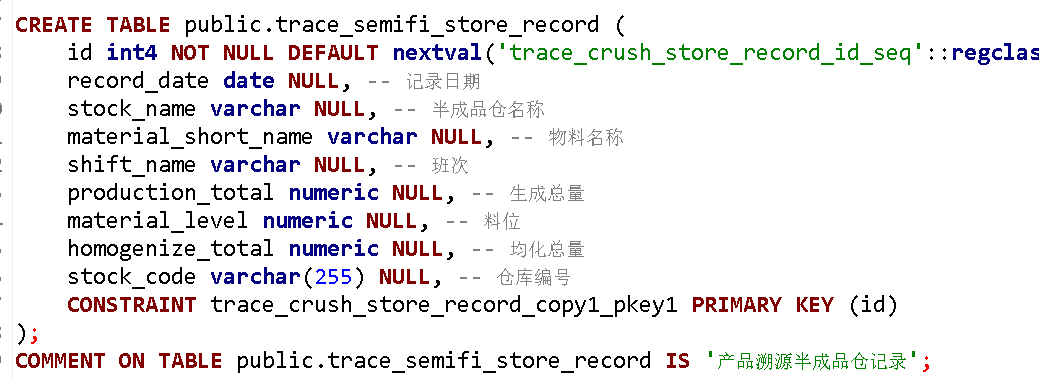 CREATE TABLE public.trace_semifi_store_record (
id int4 NOT NULL DEFAULT nextval('trace_crush_store_record_id_seq'::regclas
record_date date NULL, -- 记录日期
stock_name varchar NULL, -- 半成品仓名称
material_short_name varchar NULL, -- 物料名称
shift_name varchar NULL, -- 班次
production_total numeric NULL, -- 生成总量
material_level numeric NULL, -- 料位
homogenize_total numeric NULL, -- 均化总量
stock_code varchar(255) NULL, -- 仓库编号
CONSTRAINT trace_crush_store_record_copy1_pkey1 PRIMARY KEY (id)
);
COMMENT ON TABLE public.trace_semifi_store_record IS '产品溯源半成品仓记录';